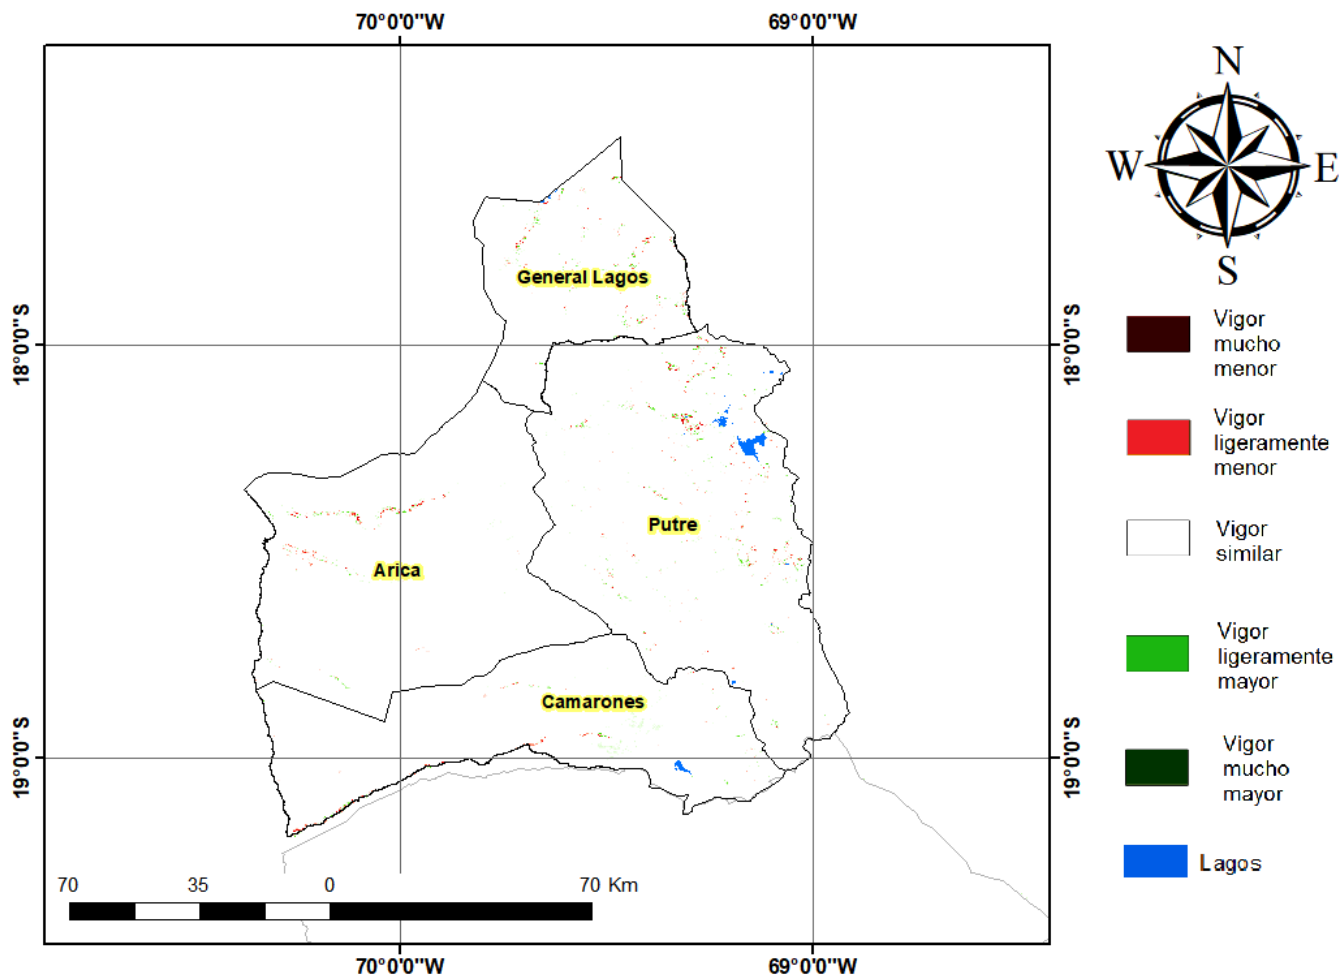 70°0'0"W
69°0'0"W
N
W
E
S
18°0'0"S
18°0'0"S
19°0'0"S
19°0'0"S
General Lagos
Putre
Arica
Camarones
Vigor
mucho
menor
Vigor
ligeramente
menor
Vigor
similar
Vigor
ligeramente
mayor
Vigor
mucho
mayor
Lagos
70
35
0
70 Km
70°0'0"W
69°0'0"W